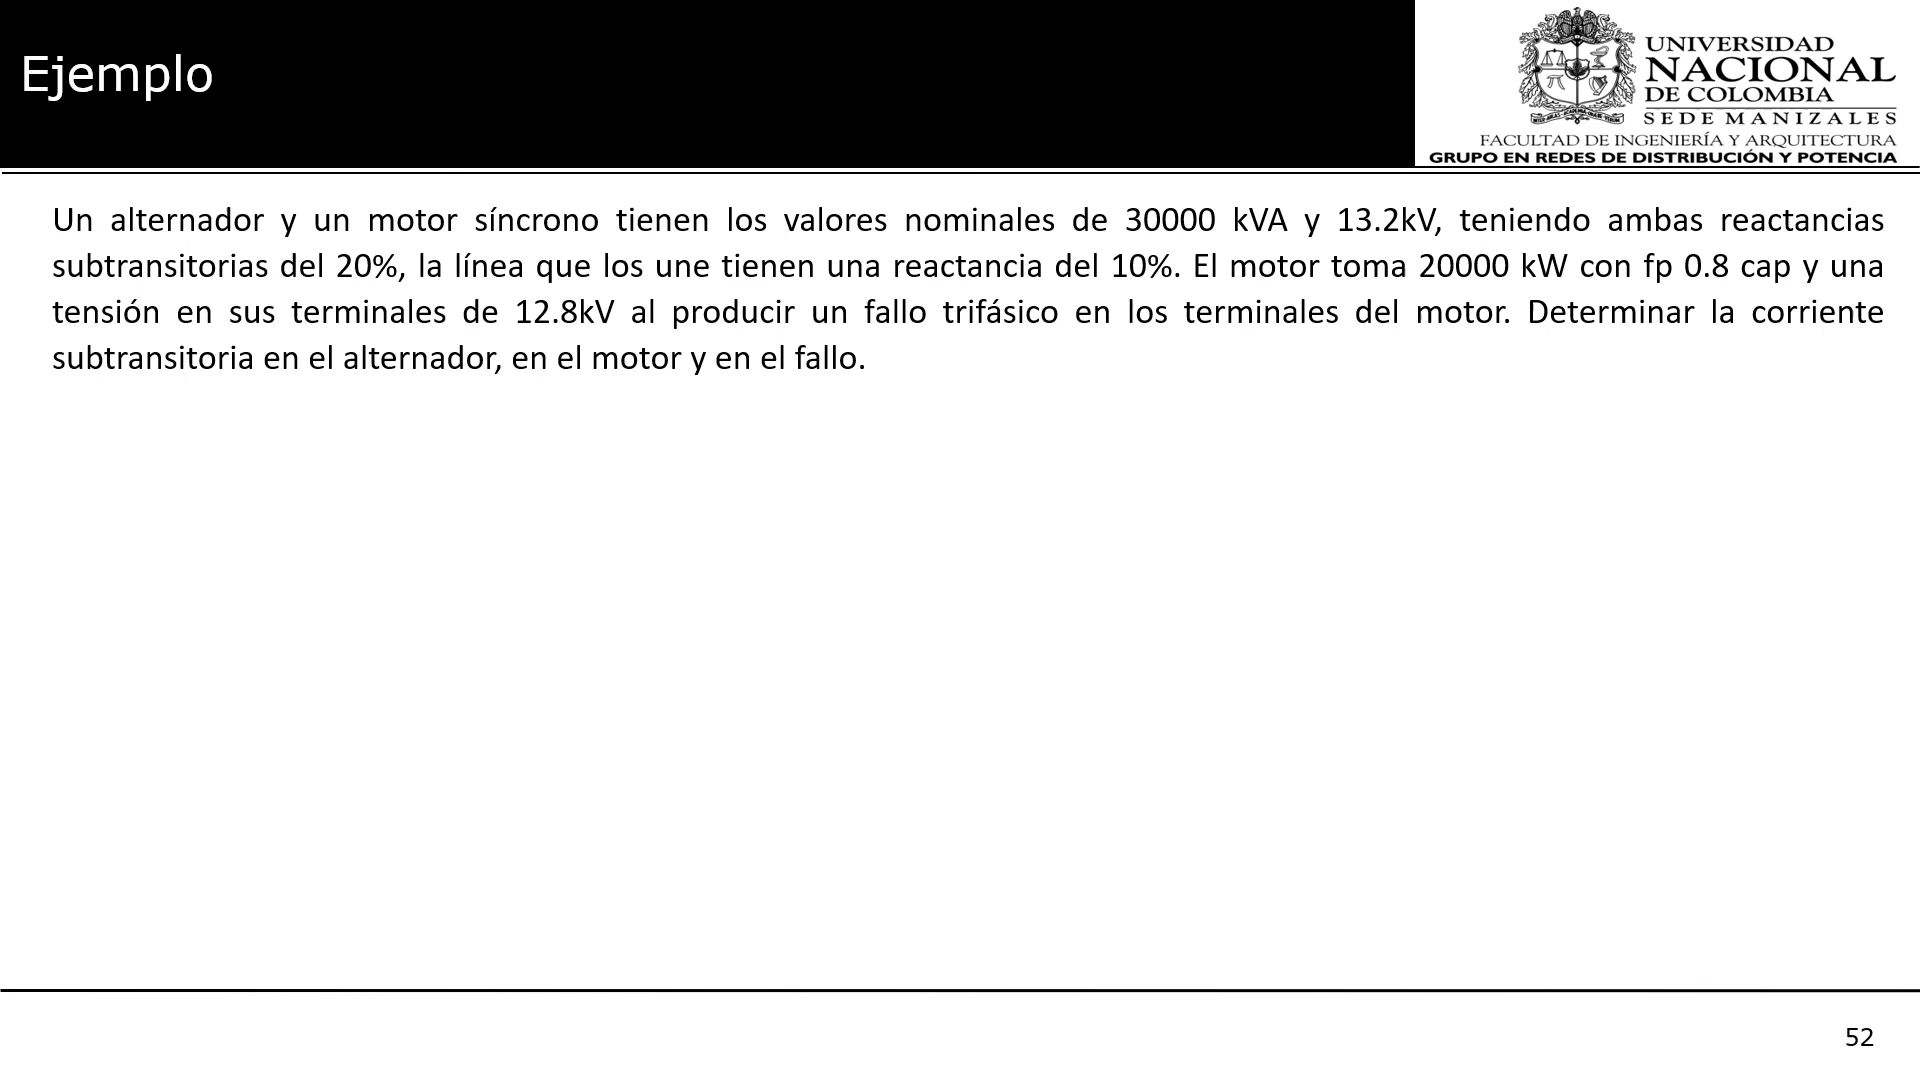 Ejemplo
UNIVERSIDAD
NACIONAL
DE COLOMBIA
SEDE MANIZALES
FACULTAD DE INGENIERÍA Y ARQUITECTURA
GRUPO EN REDES DE DISTRIBUCIÓN Y POTENCIA
Un alternador y un motor síncrono tienen los valores nominales de 30000 kVA y 13.2kV, teniendo ambas reactancias
subtransitorias del 20%, la línea que los une tienen una reactancia del 10%. El motor toma 20000 kW con fp 0.8 cap y una
tensión en sus terminales de 12.8kV al producir un fallo trifásico en los terminales del motor. Determinar la corriente
subtransitoria en el alternador, en el motor y en el fallo.
52